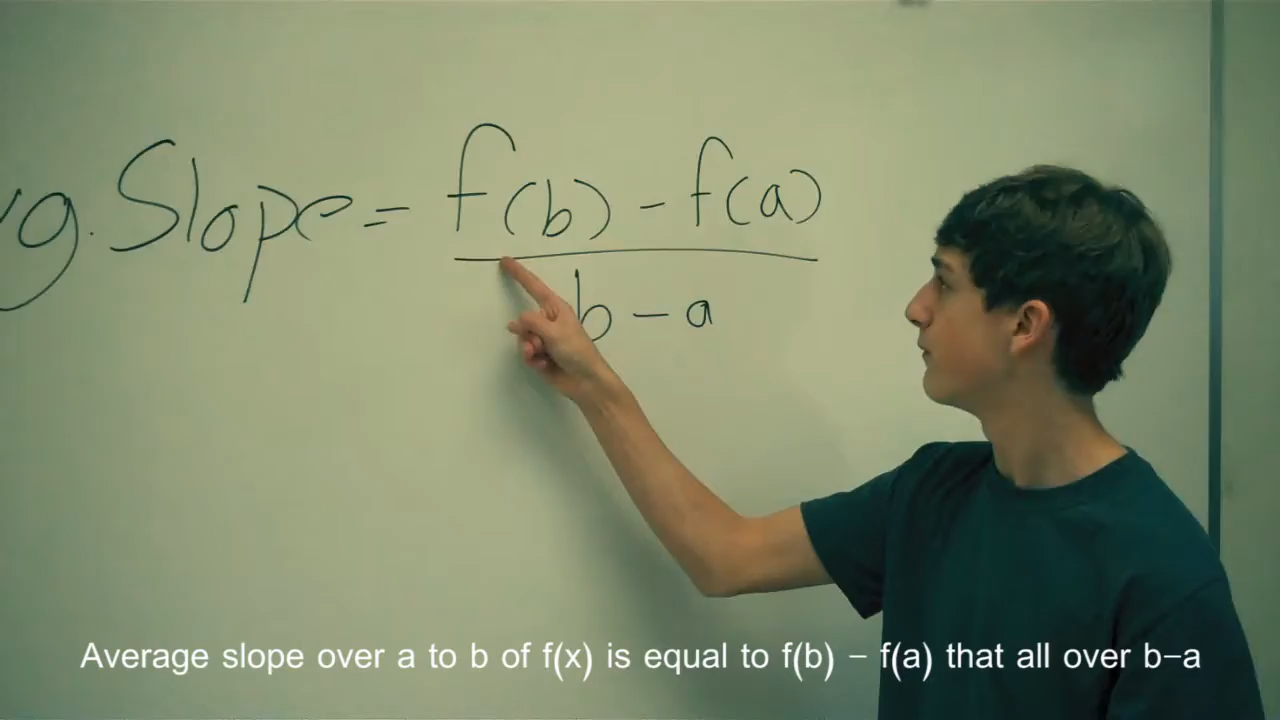 vg. Slope = f(b) - f(a)
b - a
Average slope over a to b of f(x) is equal to f(b) - f(a) that all over b-a